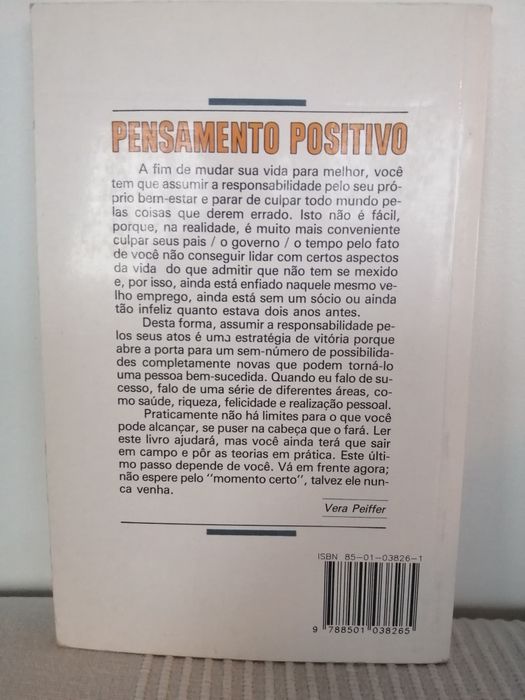 PENSAMENTO POSITIVO
A fim de mudar sua vida para melhor, você
tem que assumir a responsabilidade pelo seu pró-
prio bem-estar e parar de culpar todo mundo pe-
las coisas que derem errado. Isto não é fácil,
porque, na realidade, é muito mais conveniente
culpar seus pais / o governo / o tempo pelo fato
de você não conseguir lidar com certos aspectos
da vida do que admitir que não tem se mexido
e, por isso, ainda está enfiado naquele mesmo ve-
lho emprego, ainda está sem um sócio ou ainda
tão infeliz quanto estava dois anos antes.
Desta forma, assumir a responsabilidade pe-
los seus atos é uma estratégia de vitória porque
abre a porta para um sem-número de possibilida-
des completamente novas que podem torná-lo
uma pessoa bem-sucedida. Quando eu falo de su-
cesso, falo de uma série de diferentes áreas, co-
mo saúde, riqueza, felicidade e realização pessoal.
Praticamente não há limites para o que você
pode alcançar, se puser na cabeça que o fará. Ler
este livro ajudará, mas você ainda terá que sair
em campo e pôr as teorias em prática. Este últi-
mo passo depende de você. Vá em frente agora;
não espere pelo "momento certo", talvez ele nun-
ca venha.
Vera Peiffer
ISBN 85-01-03826-1
9 788501 038265